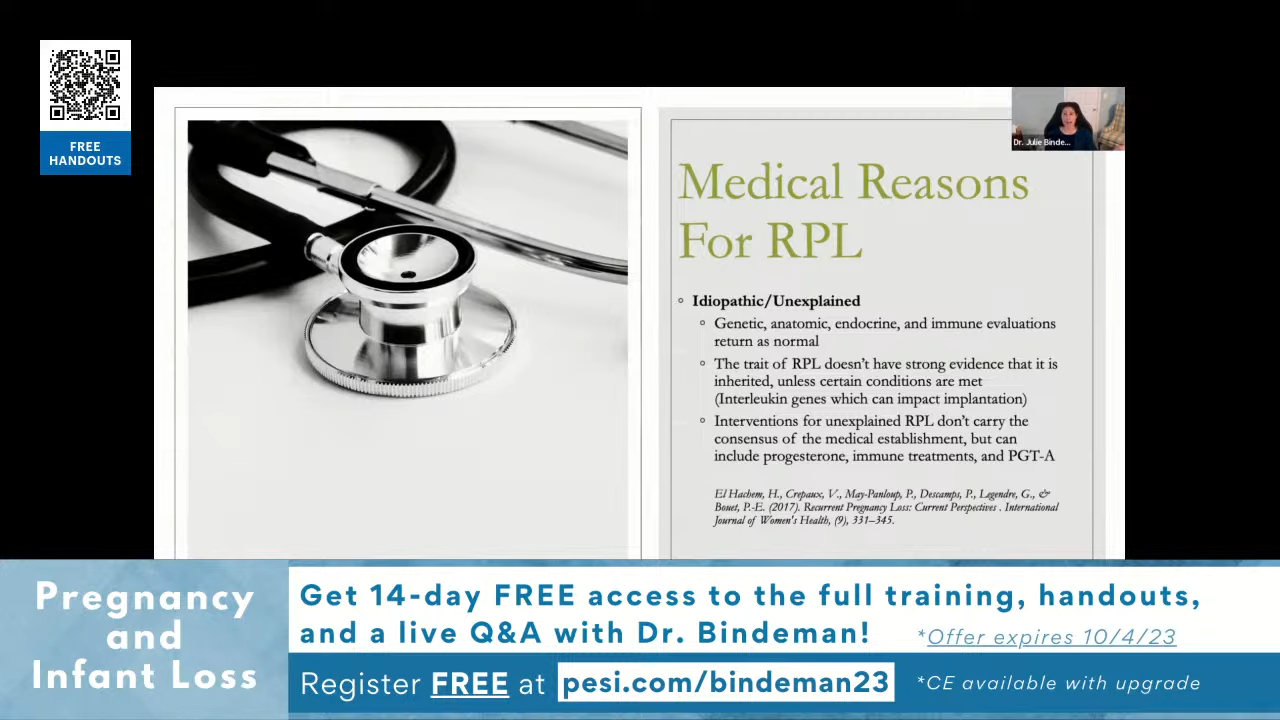 FREE
HANDOUTS
Dr. Julie Binde...
Medical Reasons
For RPL
◦ Idiopathic/Unexplained
◦ Genetic, anatomic, endocrine, and immune evaluations
return as normal
◦ The trait of RPL doesn't have strong evidence that it is
inherited, unless certain conditions are met
(Interleukin genes which can impact implantation)
◦ Interventions for unexplained RPL don't carry the
consensus of the medical establishment, but can
include progesterone, immune treatments, and PGT-A
El Hachem, H., Crepaux, V., May-Panloup, P., Descamps, P., Legendre, G., &
Bouet, P.-E. (2017). Recurrent Pregnancy Loss: Current Perspectives . International
Journal of Women's Health, (9), 331–345.
Pregnancy
and
Infant Loss
Get 14-day FREE access to the full training, handouts,
and a live Q&A with Dr. Bindeman! *Offer expires 10/4/23
Register FREE at pesi.com/bindeman23 *CE available with upgrade